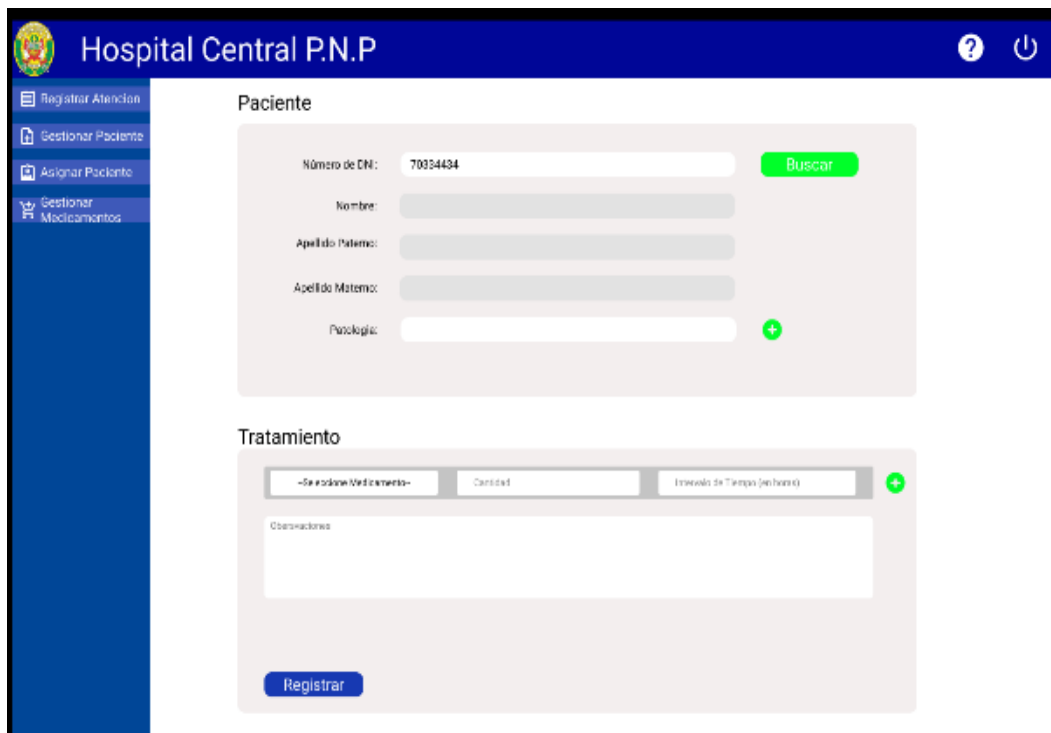 Hospital Central P.N.P
Registrar Atencion
Gestionar Paciente
Asignar Paciente
Gestionar
Medicamentos
Paciente
Número de DNI:
70334434
Buscar
Nombre:
Apellido Paterno:
Apellido Materno:
Patologia:
Tratamiento
--Seleccione Medicamento--
Cantidad
Intervalo de Tiempo (en horas)
Observaciones
Registrar